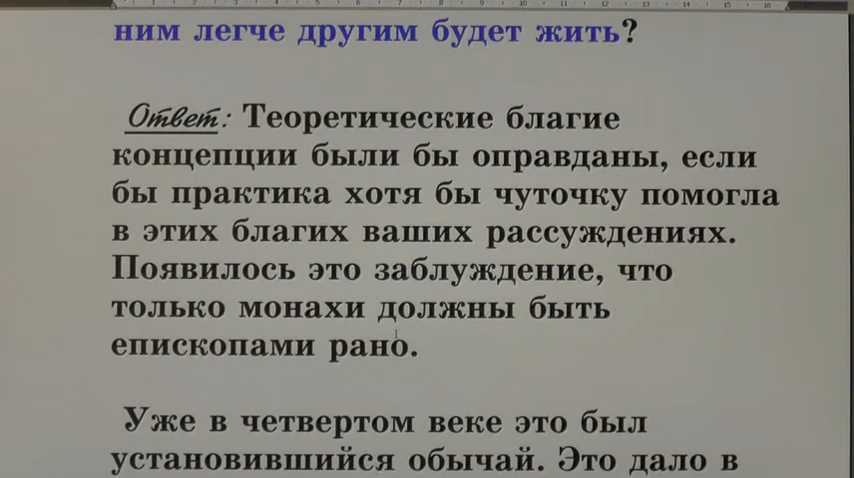 ним легче другим будет жить?
Ответ: Теоретические благие
концепции были бы оправданы, если
бы практика хотя бы чуточку помогла
в этих благих ваших рассуждениях.
Появилось это заблуждение, что
только монахи должны быть
епископами рано.
Уже в четвертом веке это был
установившийся обычай. Это дало в